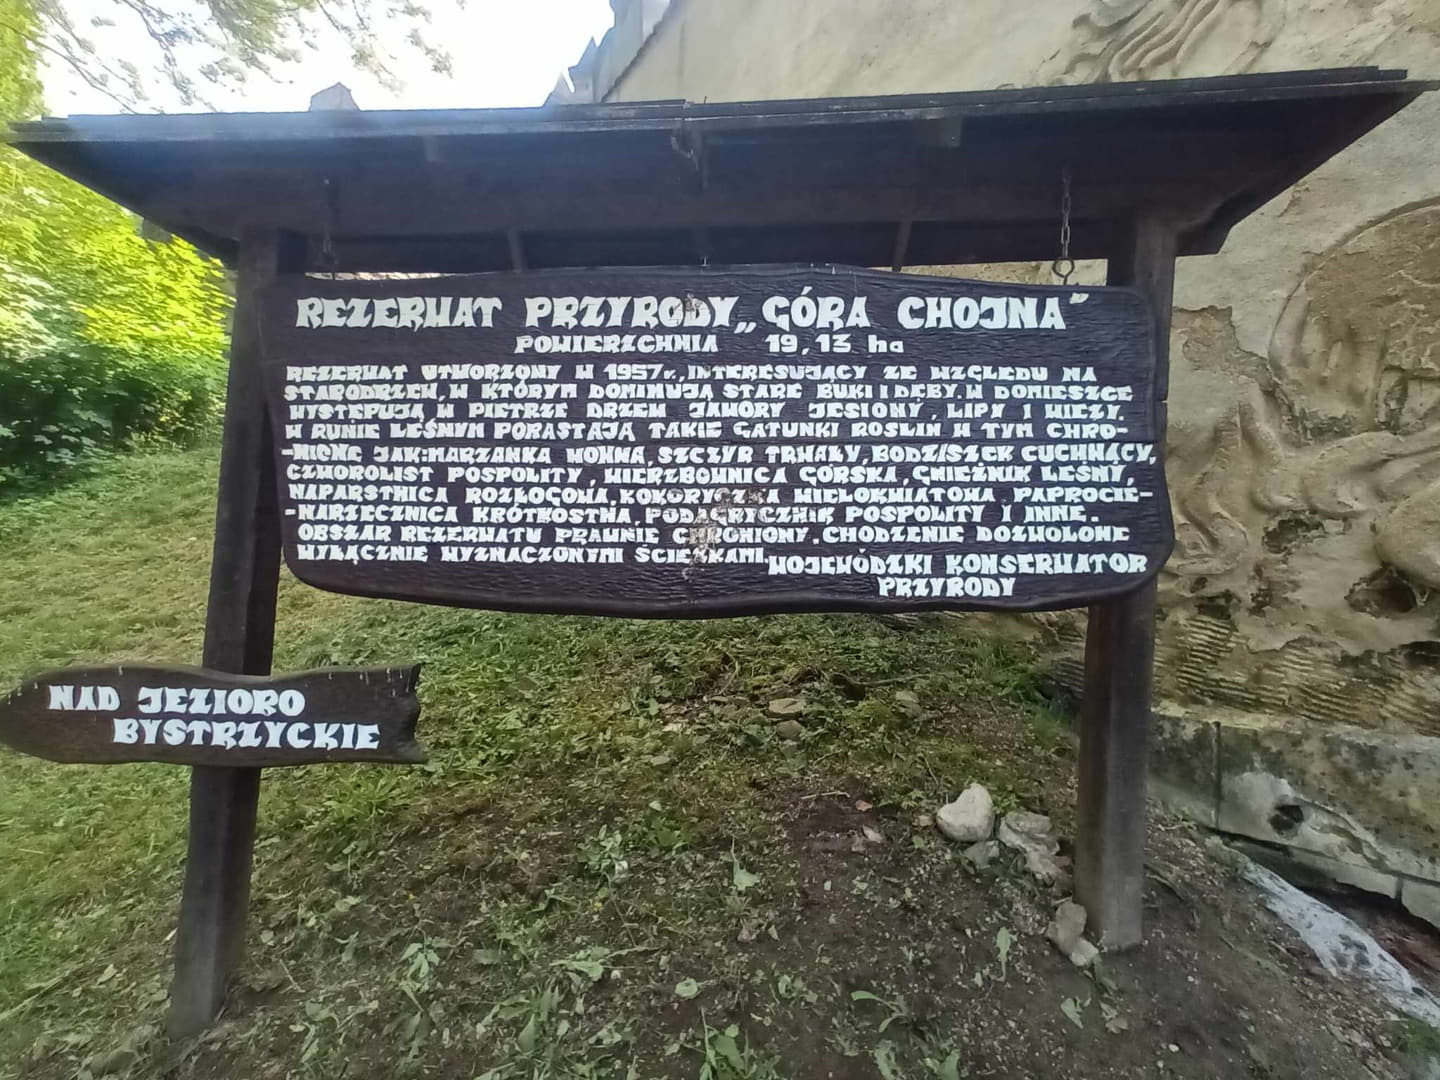 REZERWAT PRZYRODY „GÓRA CHOJNA”
POWIERZCHNIA 19,13 ha
REZERWAT UTWORZONY W 1957r., INTERESUJĄCY ZE WZGLĘDU NA
STARODRZEW, W KTÓRYM DOMINUJĄ STARE BUKI I DĘBY. W DOMIESZCE
WYSTĘPUJĄ W PIĘTRZE DRZEW JAWORY, JESIONY, LIPY I WIĘZY.
W RUNIE LEŚNYM PORASTAJĄ TAKIE GATUNKI ROŚLIN W TYM CHRO-
-NIONE JAK: MARZANKA WONNA, SZCZYR TRWAŁY, BODZISZEK CUCHNĄCY,
CZWOROLIST POSPOLITY, WIERZBOWNICA GÓRSKA, GNIEŹNIK LEŚNY,
NAPARSTNICA ROZŁOGOWA, KOKORYCZKA WIELOKWIATOWA, PAPROCIE-
-NARZECZNICA KRÓTKOSTNA, PODAGRYCZNIK POSPOLITY I INNE.
OBSZAR REZERWATU PRAWNIE CHRONIONY. CHODZENIE DOZWOLONE
WYŁĄCZNIE WYZNACZONYMI ŚCIEŻKAMI.
WOJEWÓDZKI KONSERWATOR
PRZYRODY
NAD JEZIORO
BYSTRZYCKIE